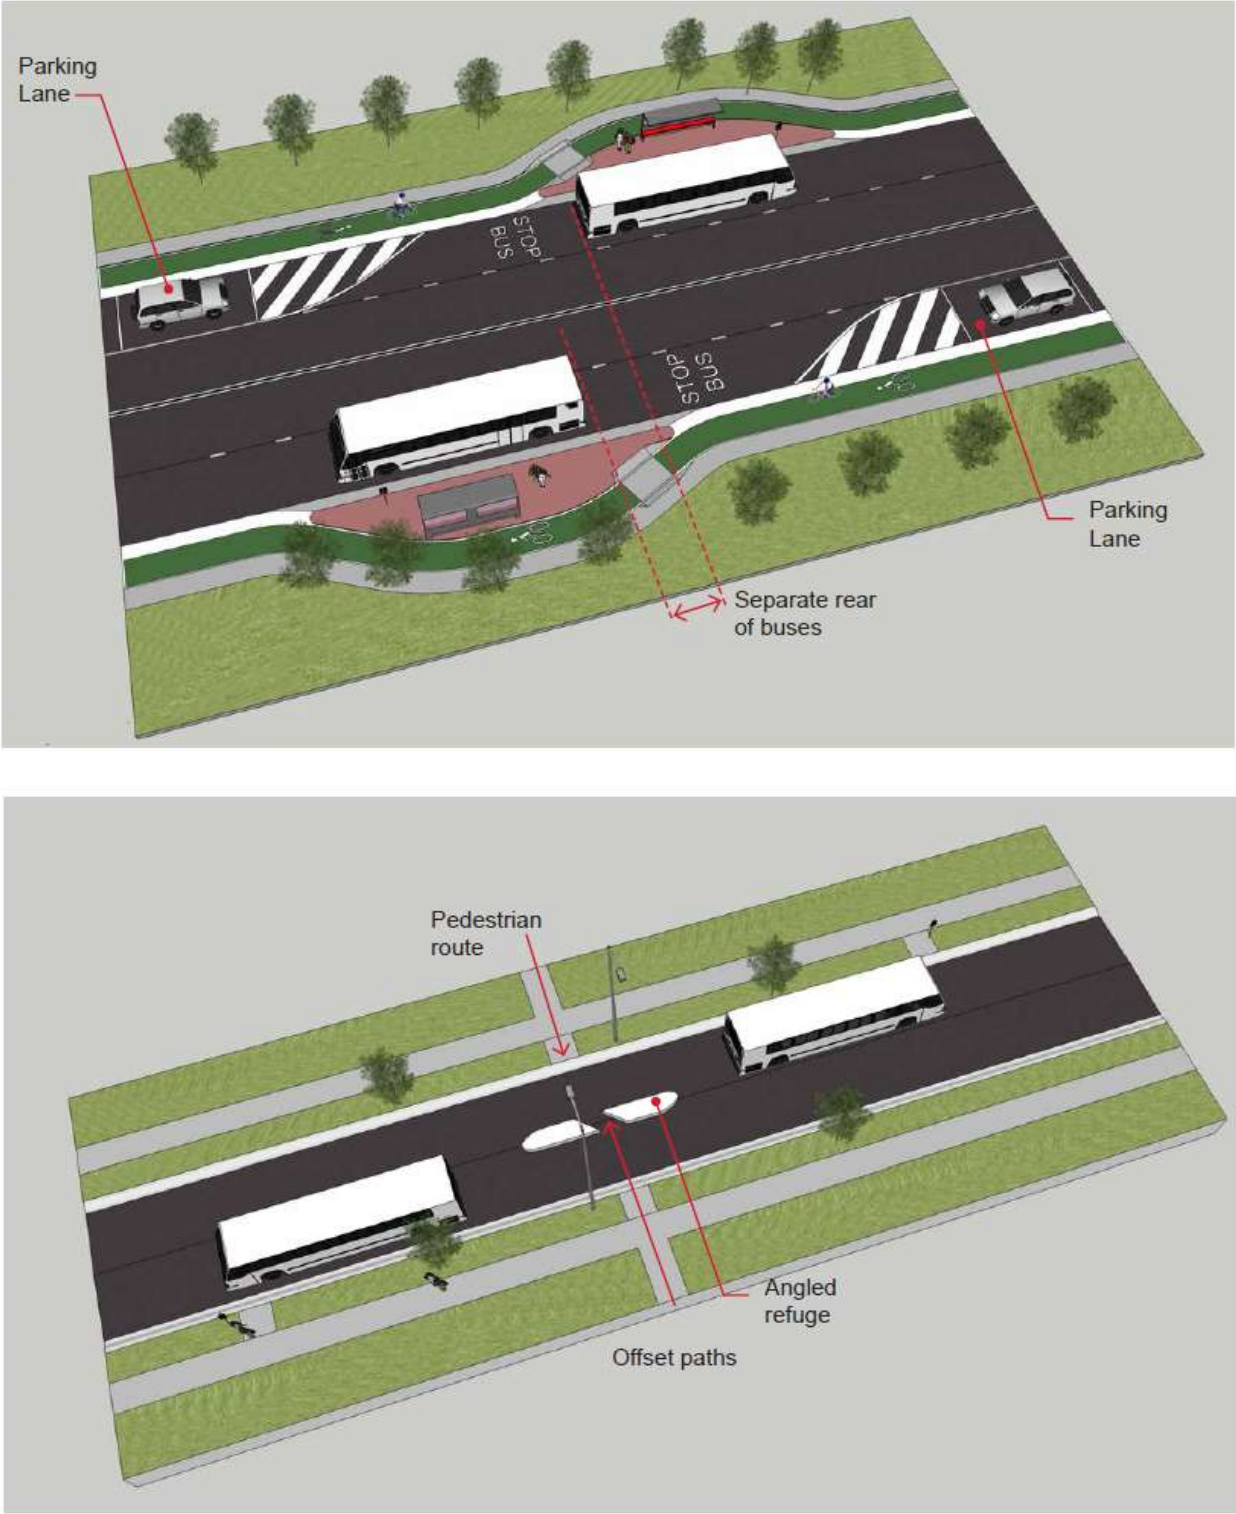 Parking
Lane
STOP
BUS
BUS
STOP
Parking
Lane
Separate rear
of buses
Pedestrian
route
Angled
refuge
Offset paths